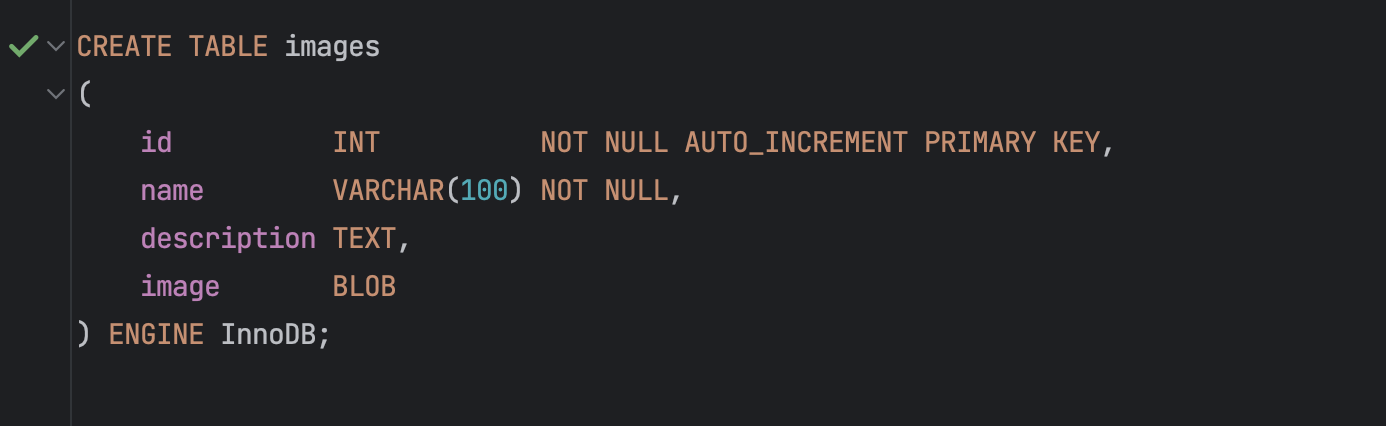 CREATE TABLE images
(
    id          INT          NOT NULL AUTO_INCREMENT PRIMARY KEY,
    name        VARCHAR(100) NOT NULL,
    description TEXT,
    image       BLOB
) ENGINE InnoDB;